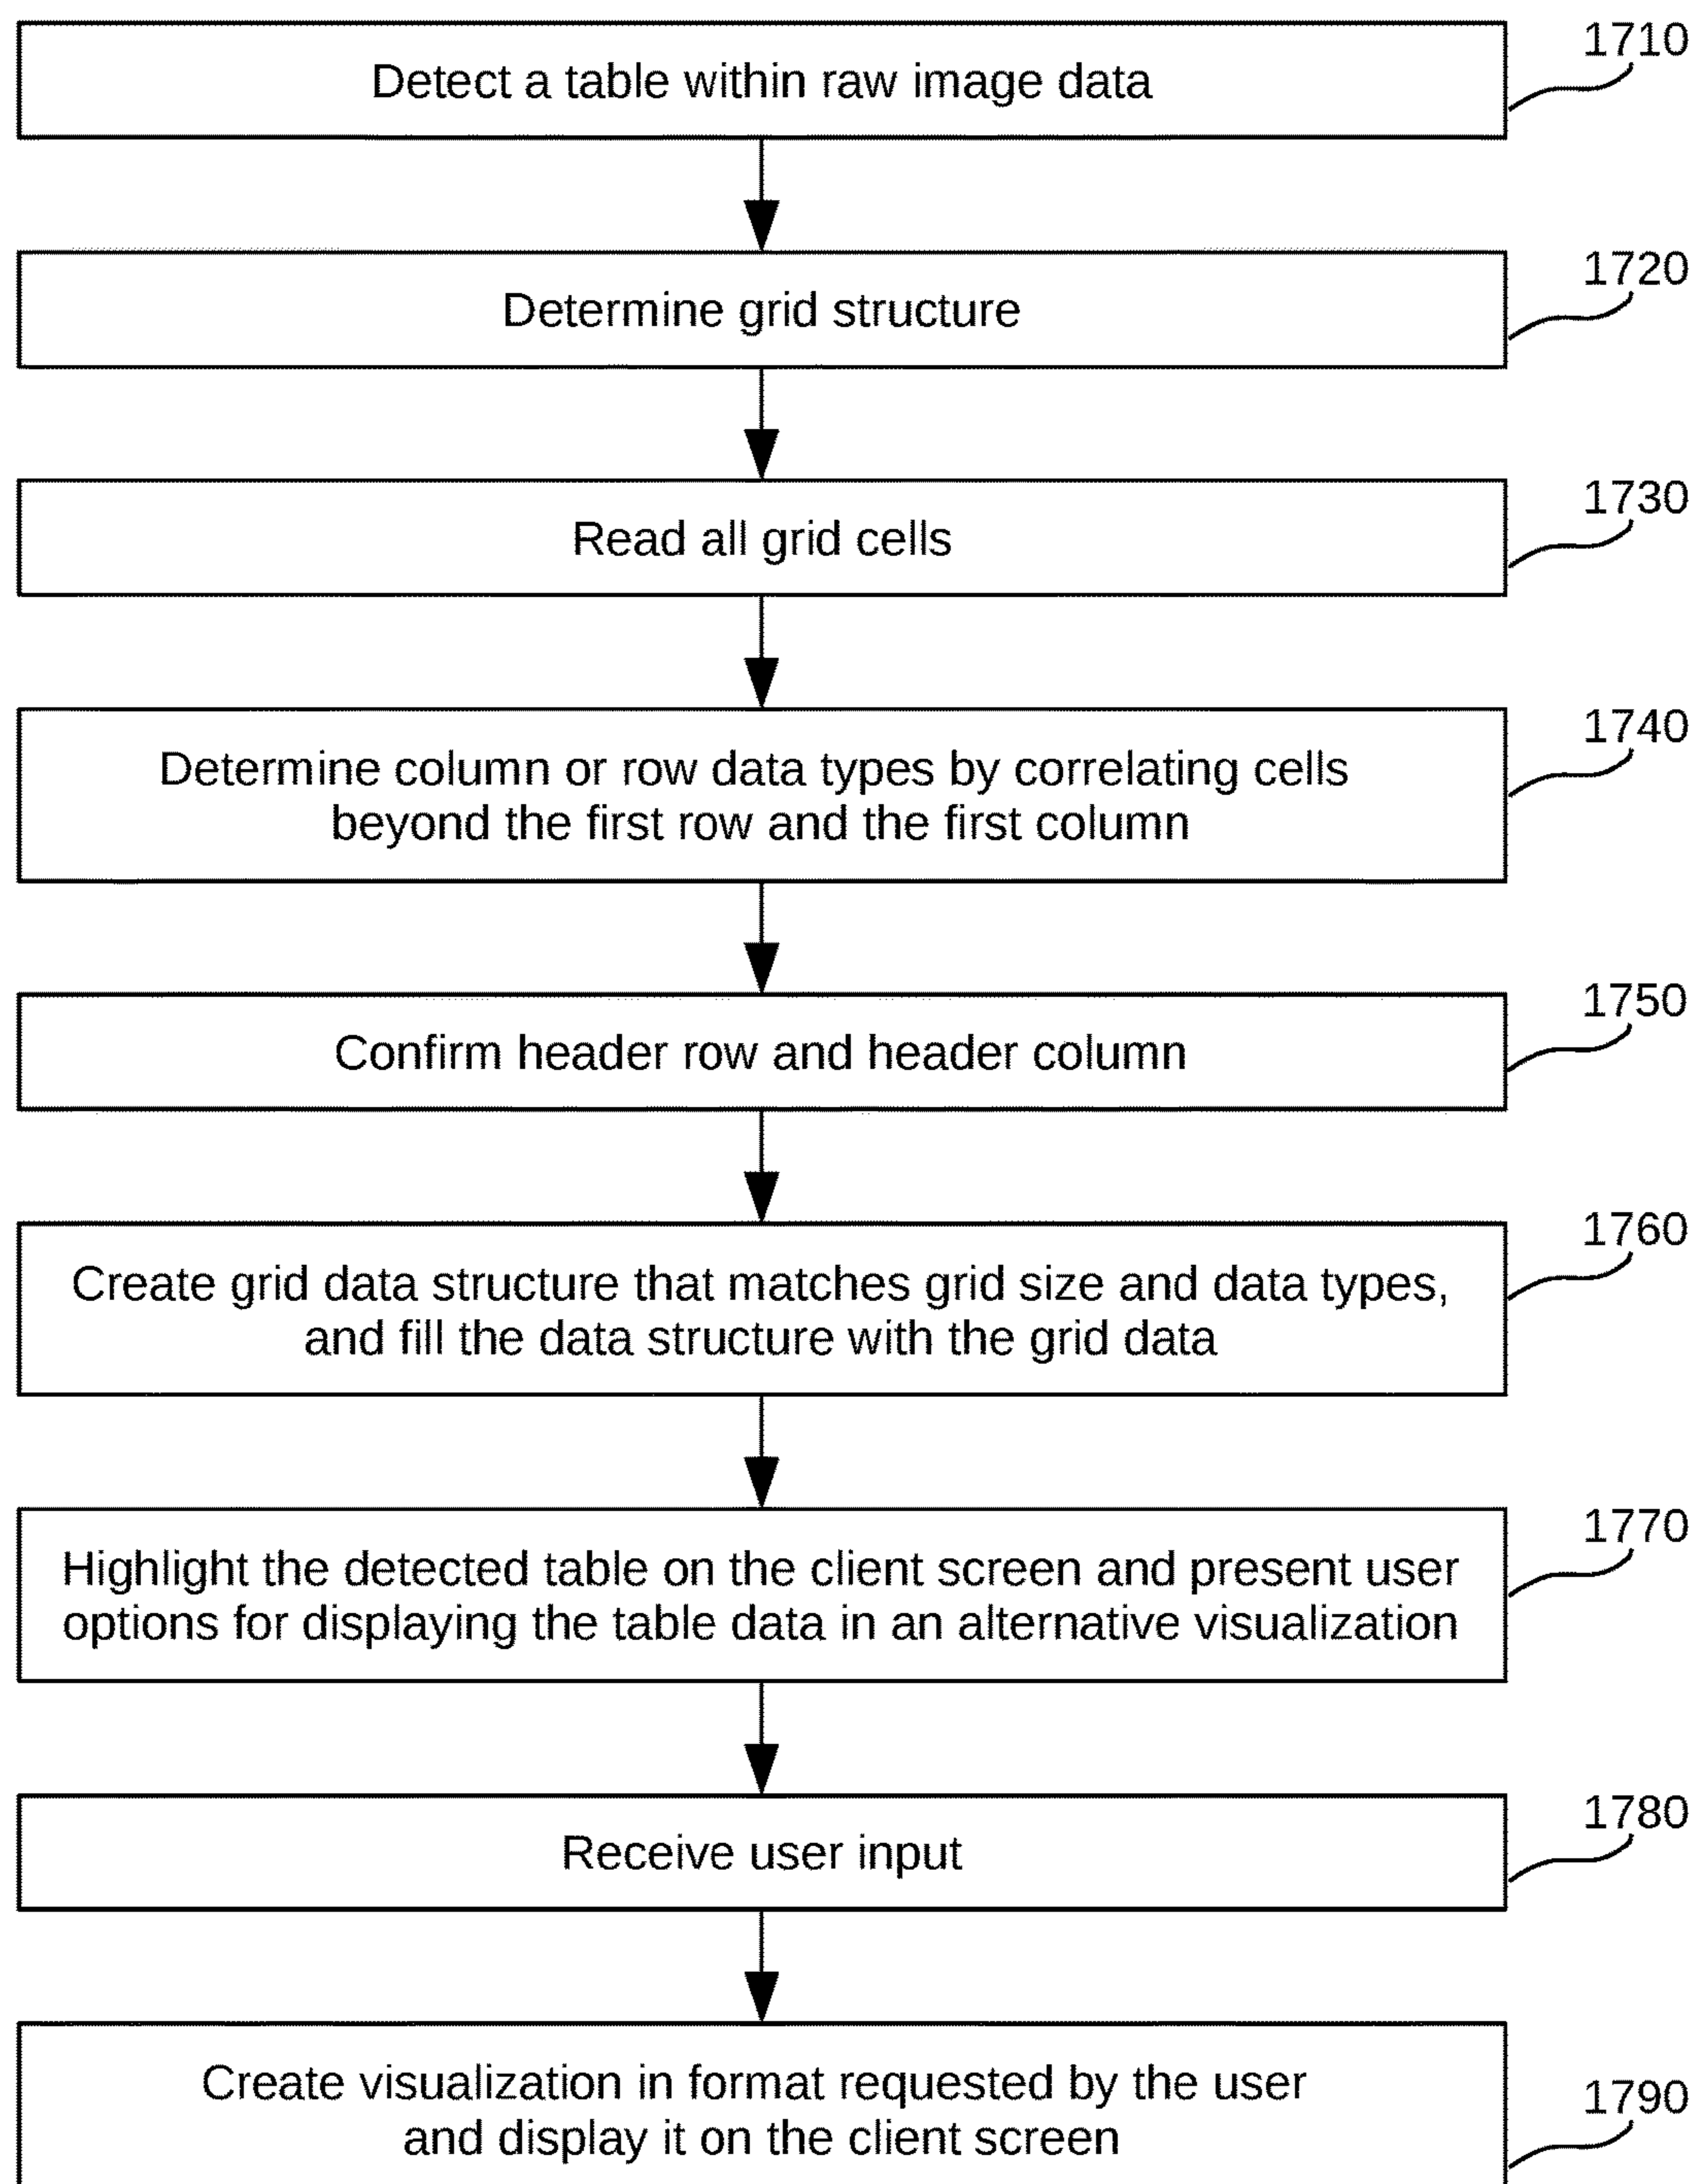 1710
Detect a table within raw image data
1720
Determine grid structure
1730
Read all grid cells
1740
Determine column or row data types by correlating cells
beyond the first row and the first column
1750
Confirm header row and header column
1760
Create grid data structure that matches grid size and data types,
and fill the data structure with the grid data
1770
Highlight the detected table on the client screen and present user
options for displaying the table data in an alternative visualization
1780
Receive user input
1790
Create visualization in format requested by the user
and display it on the client screen